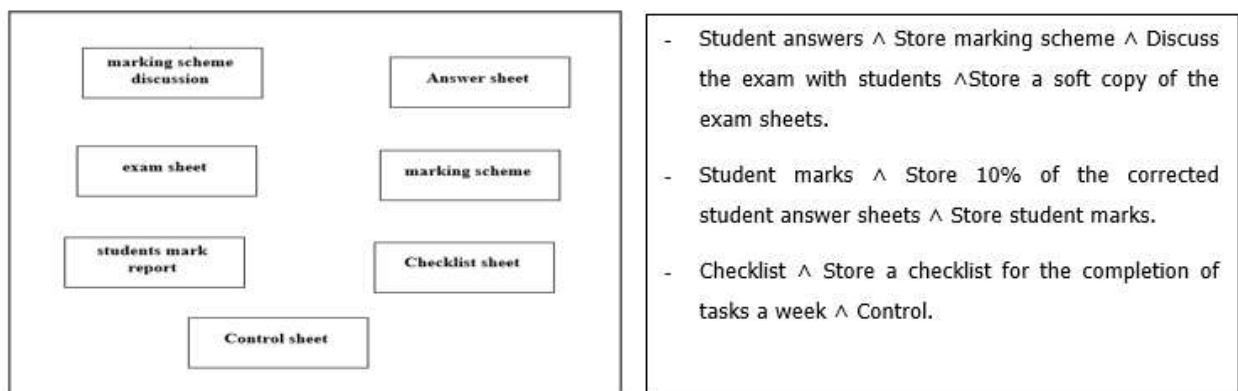 marking scheme
discussion
Answer sheet
exam sheet
marking scheme
students mark
report
Checklist sheet
Control sheet
- Student answers ∧ Store marking scheme ∧ Discuss
the exam with students ∧Store a soft copy of the
exam sheets.
- Student marks ∧ Store 10% of the corrected
student answer sheets ∧ Store student marks.
- Checklist ∧ Store a checklist for the completion of
tasks a week ∧ Control.